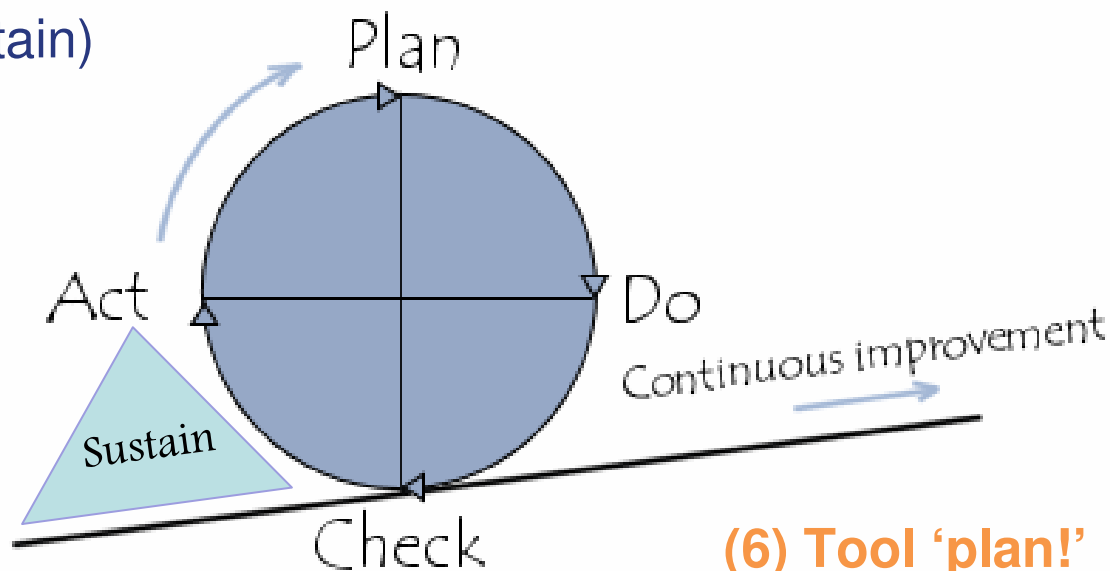 tain)
Plan
Act
Do
Continuous improvement
Sustain
Check
(6) Tool ‘plan!’